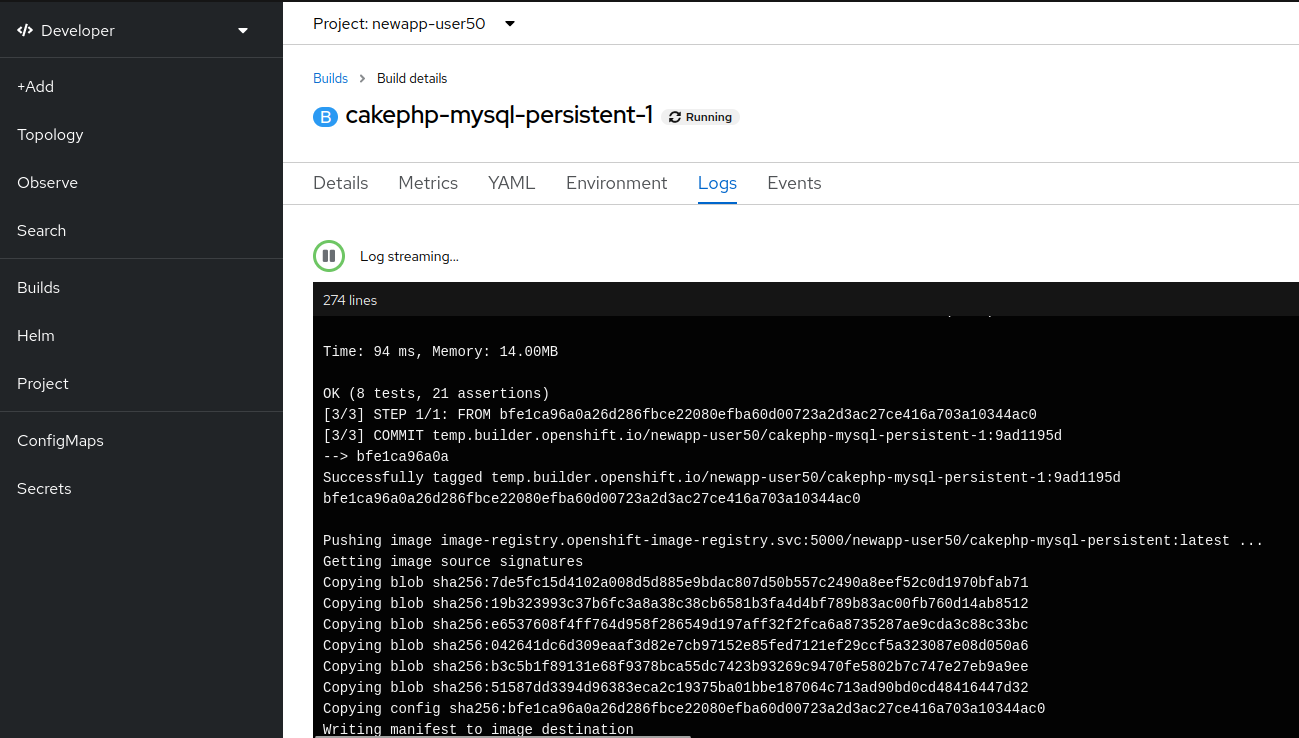 Developer
+Add
Topology
Observe
Search
Builds
Helm
Project
ConfigMaps
Secrets
Project: newapp-user50
Builds > Build details
B cakephp-mysql-persistent-1 Running
Details Metrics YAML Environment Logs Events
Log streaming...
274 lines
Time: 94 ms, Memory: 14.00MB
OK (8 tests, 21 assertions)
[3/3] STEP 1/1: FROM bfe1ca96a0a26d286fbce22080efba60d00723a2d3ac27ce416a703a10344ac0
[3/3] COMMIT temp.builder.openshift.io/newapp-user50/cakephp-mysql-persistent-1:9ad1195d
--> bfe1ca96a0a
Successfully tagged temp.builder.openshift.io/newapp-user50/cakephp-mysql-persistent-1:9ad1195d
bfe1ca96a0a26d286fbce22080efba60d00723a2d3ac27ce416a703a10344ac0
Pushing image image-registry.openshift-image-registry.svc:5000/newapp-user50/cakephp-mysql-persistent:latest ...
Getting image source signatures
Copying blob sha256:7de5fc15d4102a008d5d885e9bdac807d50b557c2490a8eef52c0d1970bfab71
Copying blob sha256:19b323993c37b6fc3a8a38c38cb6581b3fa4d4bf789b83ac00fb760d14ab8512
Copying blob sha256:e6537608f4ff764d958f286549d197aff32f2fca6a8735287ae9cda3c88c33bc
Copying blob sha256:042641dc6d309eaaf3d82e7cb97152e85fed7121ef29ccf5a323087e08d050a6
Copying blob sha256:b3c5b1f89131e68f9378bca55dc7423b93269c9470fe5802b7c747e27eb9a9ee
Copying blob sha256:51587dd3394d96383eca2c19375ba01bbe187064c713ad90bd0cd48416447d32
Copying config sha256:bfe1ca96a0a26d286fbce22080efba60d00723a2d3ac27ce416a703a10344ac0
Writing manifest to image destination